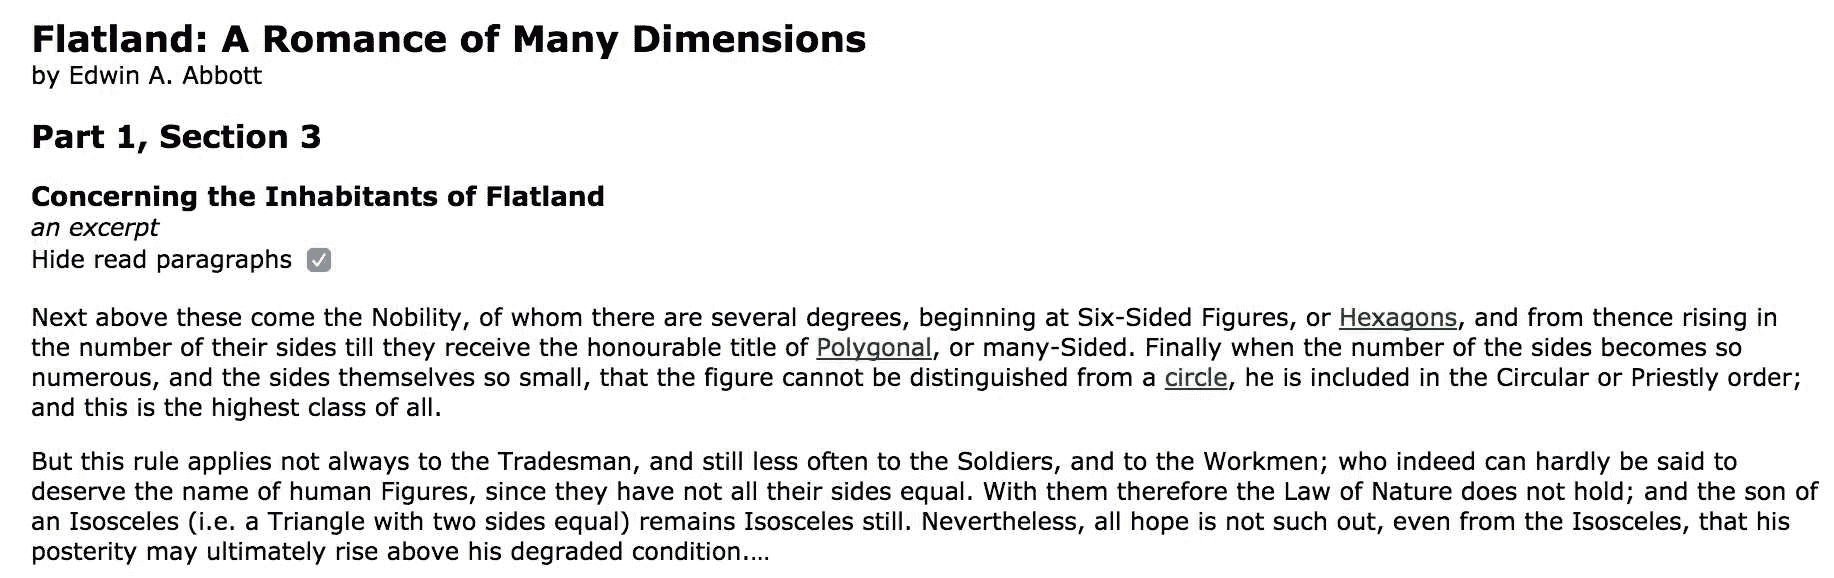 Flatland: A Romance of Many Dimensions
by Edwin A. Abbott
Part 1, Section 3
Concerning the Inhabitants of Flatland
an excerpt
Hide read paragraphs
Next above these come the Nobility, of whom there are several degrees, beginning at Six-Sided Figures, or Hexagons, and from thence rising in
the number of their sides till they receive the honourable title of Polygonal, or many-Sided. Finally when the number of the sides becomes so
numerous, and the sides themselves so small, that the figure cannot be distinguished from a circle, he is included in the Circular or Priestly order;
and this is the highest class of all.
But this rule applies not always to the Tradesman, and still less often to the Soldiers, and to the Workmen; who indeed can hardly be said to
deserve the name of human Figures, since they have not all their sides equal. With them therefore the Law of Nature does not hold; and the son of
an Isosceles (i.e. a Triangle with two sides equal) remains Isosceles still. Nevertheless, all hope is not such out, even from the Isosceles, that his
posterity may ultimately rise above his degraded condition.…